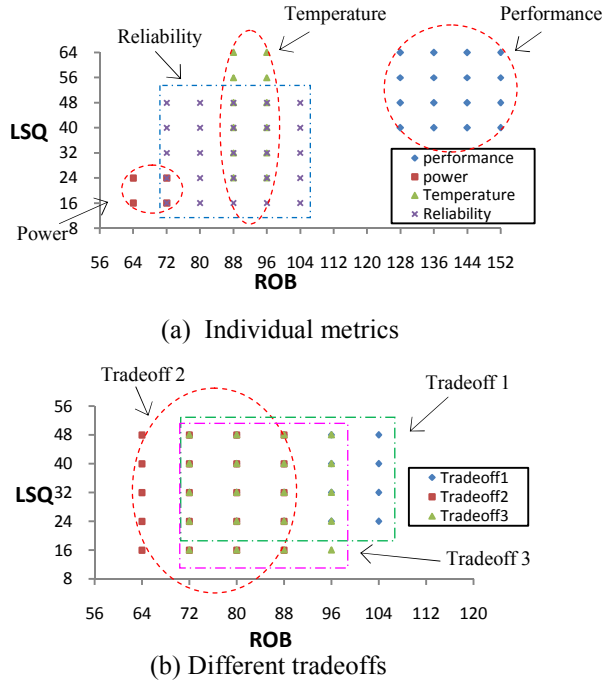 Temperature
Performance
Reliability
64
56
48
LSQ 40
32
24
16
8
Power
performance
power
Temperature
Reliability
56 64 72 80 88 96 104 112 120 128 136 144 152
ROB
(a) Individual metrics
Tradeoff 2
Tradeoff 1
56
48
40
LSQ 32
24
16
8
Tradeoff1
Tradeoff2
Tradeoff3
Tradeoff 3
56 64 72 80 88 96 104 112 120
ROB
(b) Different tradeoffs